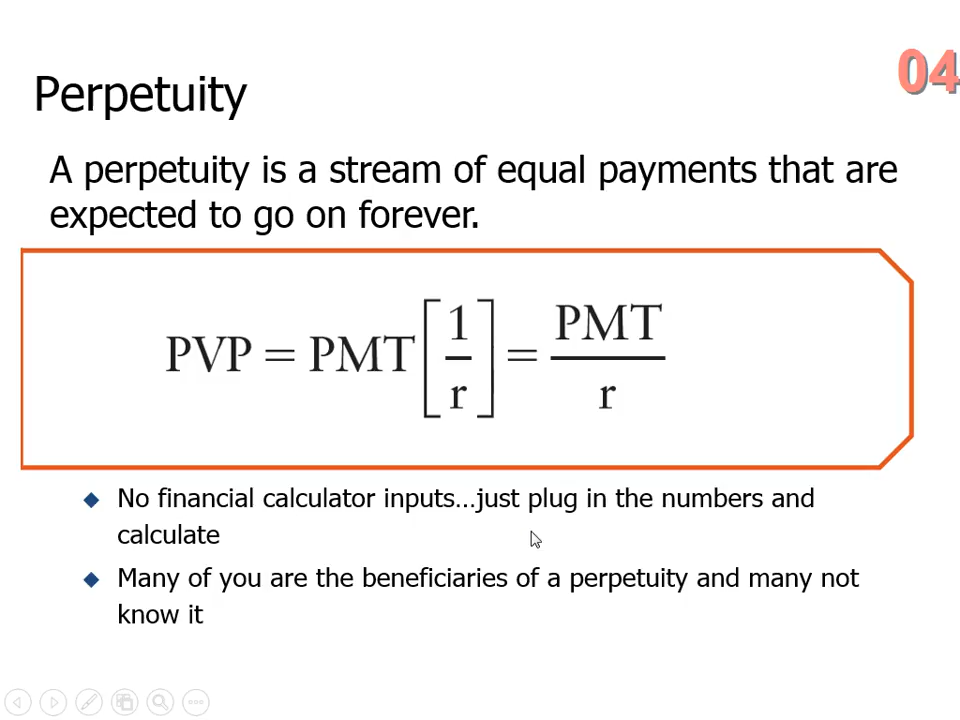 04
Perpetuity
A perpetuity is a stream of equal payments that are
expected to go on forever.
PVP = PMT [1/r] = PMT/r
No financial calculator inputs...just plug in the numbers and
calculate
Many of you are the beneficiaries of a perpetuity and many not
know it